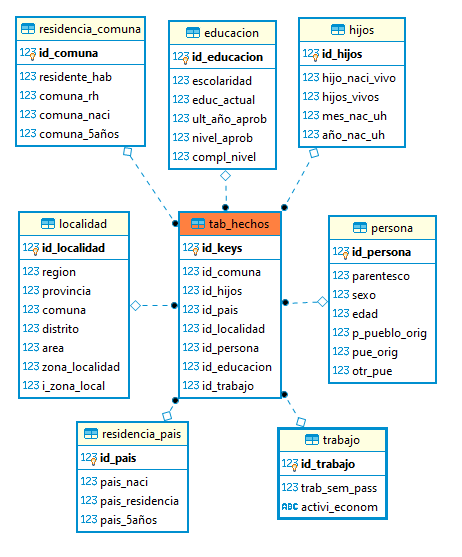 residencia_comuna
123 id_comuna
123 residente_hab
123 comuna_rh
123 comuna_naci
123 comuna_5años
educacion
123 id_educacion
123 escolaridad
123 educ_actual
123 ult_año_aprob
123 nivel_aprob
123 compl_nivel
hijos
123 id_hijos
123 hijo_naci_vivo
123 hijos_vivos
123 mes_nac_uh
123 año_nac_uh
localidad
123 id_localidad
123 region
123 provincia
123 comuna
123 distrito
123 area
123 zona_localidad
123 i_zona_local
tab_hechos
123 id_keys
123 id_comuna
123 id_hijos
123 id_pais
123 id_localidad
123 id_persona
123 id_educacion
123 id_trabajo
persona
123 id_persona
123 parentesco
123 sexo
123 edad
123 p_pueblo_orig
123 pue_orig
123 otr_pue
residencia_pais
123 id_pais
123 pais_naci
123 pais_residencia
123 pais_5años
trabajo
123 id_trabajo
123 trab_sem_pass
ABC activi_econom